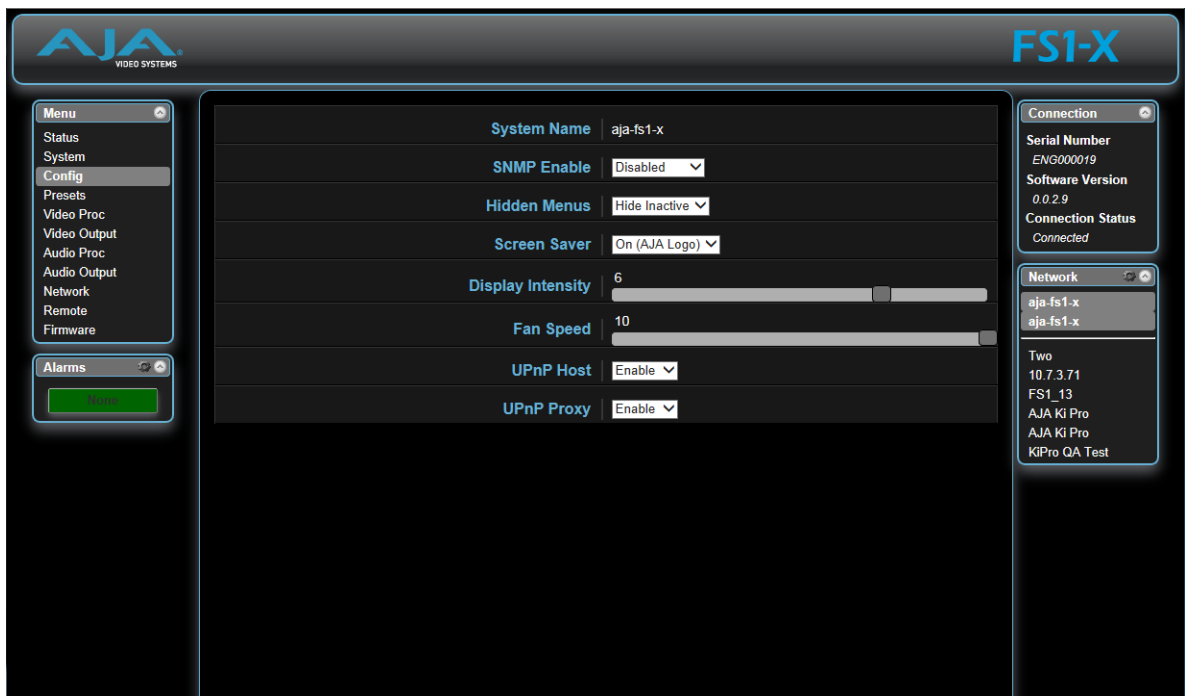 AJA
VIDEO SYSTEMS
FS1-X
Menu
Status
System
Config
Presets
Video Proc
Video Output
Audio Proc
Audio Output
Network
Remote
Firmware
Alarms
None
System Name aja-fs1-x
SNMP Enable Disabled
Hidden Menus Hide Inactive
Screen Saver On (AJA Logo)
Display Intensity 6
Fan Speed 10
UPnP Host Enable
UPnP Proxy Enable
Connection
Serial Number
ENG000019
Software Version
0.0.2.9
Connection Status
Connected
Network
aja-fs1-x
aja-fs1-x
Two
10.7.3.71
FS1_13
AJA Ki Pro
AJA Ki Pro
KiPro QA Test